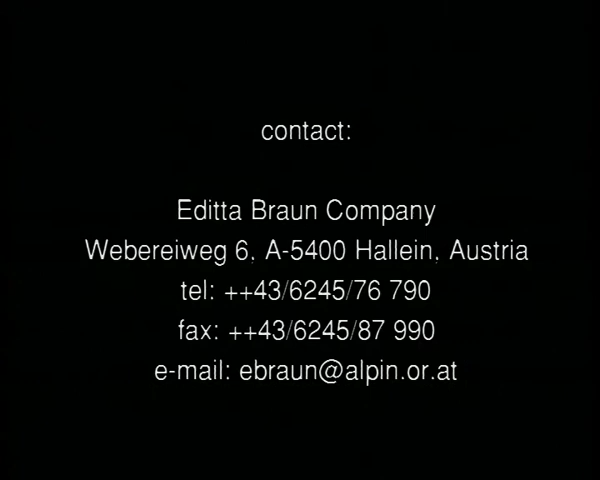 contact:
Editta Braun Company
Webereiweg 6, A-5400 Hallein, Austria
tel: ++43/6245/76 790
fax: ++43/6245/87 990
e-mail: ebraun@alpin.or.at